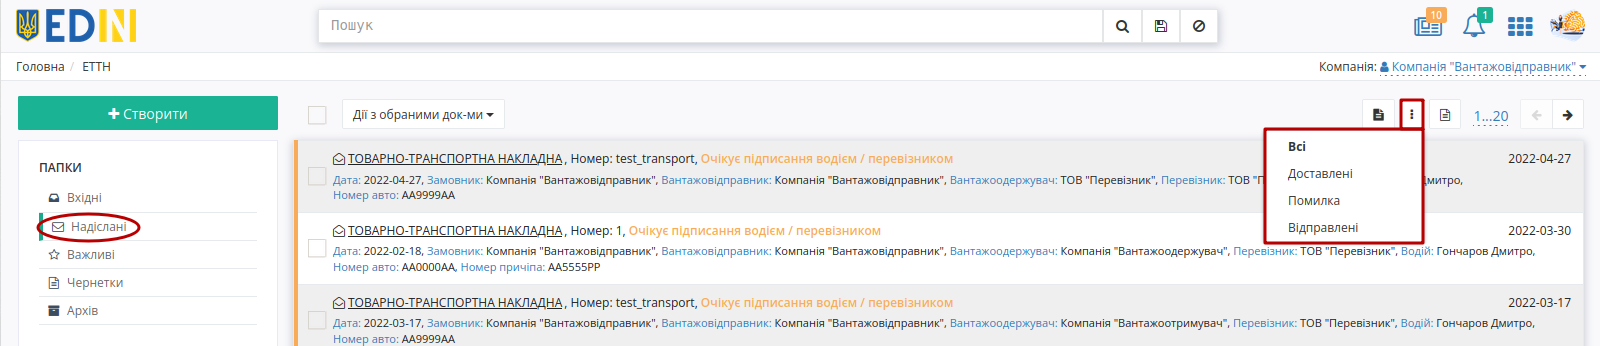 EDIN
Пошук
10
1
Головна / ЕТТН
Компанія: Компанія "Вантажовідправник"
Створити
Дії з обраними док-ми
1...20
ПАПКИ
Вхідні
Надіслані
Важливі
Чернетки
Архів
Всі
Доставлені
Помилка
Відправлені
ТОВАРНО-ТРАНСПОРТНА НАКЛАДНА , Номер: test_transport, Очікує підписання водієм / перевізником 2022-04-27
Дата: 2022-04-27, Замовник: Компанія "Вантажовідправник", Вантажовідправник: Компанія "Вантажовідправник", Вантажоодержувач: ТОВ "Перевізник", Перевізник: ТОВ "П Дмитро,
Номер авто: АА9999АА
ТОВАРНО-ТРАНСПОРТНА НАКЛАДНА , Номер: 1, Очікує підписання водієм / перевізником 2022-03-30
Дата: 2022-02-18, Замовник: Компанія "Вантажовідправник", Вантажовідправник: Компанія "Вантажовідправник", Вантажоодержувач: Компанія "Вантажоодержувач", Перевізник: ТОВ "Перевізник", Водій: Гончаров Дмитро,
Номер авто: АА0000АА, Номер причіпа: АА5555РР
ТОВАРНО-ТРАНСПОРТНА НАКЛАДНА , Номер: test_transport, Очікує підписання водієм / перевізником 2022-03-17
Дата: 2022-03-17, Замовник: Компанія "Вантажовідправник", Вантажовідправник: Компанія "Вантажовідправник", Вантажоодержувач: Компанія "Вантажоотримувач", Перевізник: ТОВ "Перевізник", Водій: Гончаров Дмитро,
Номер авто: АА9999АА